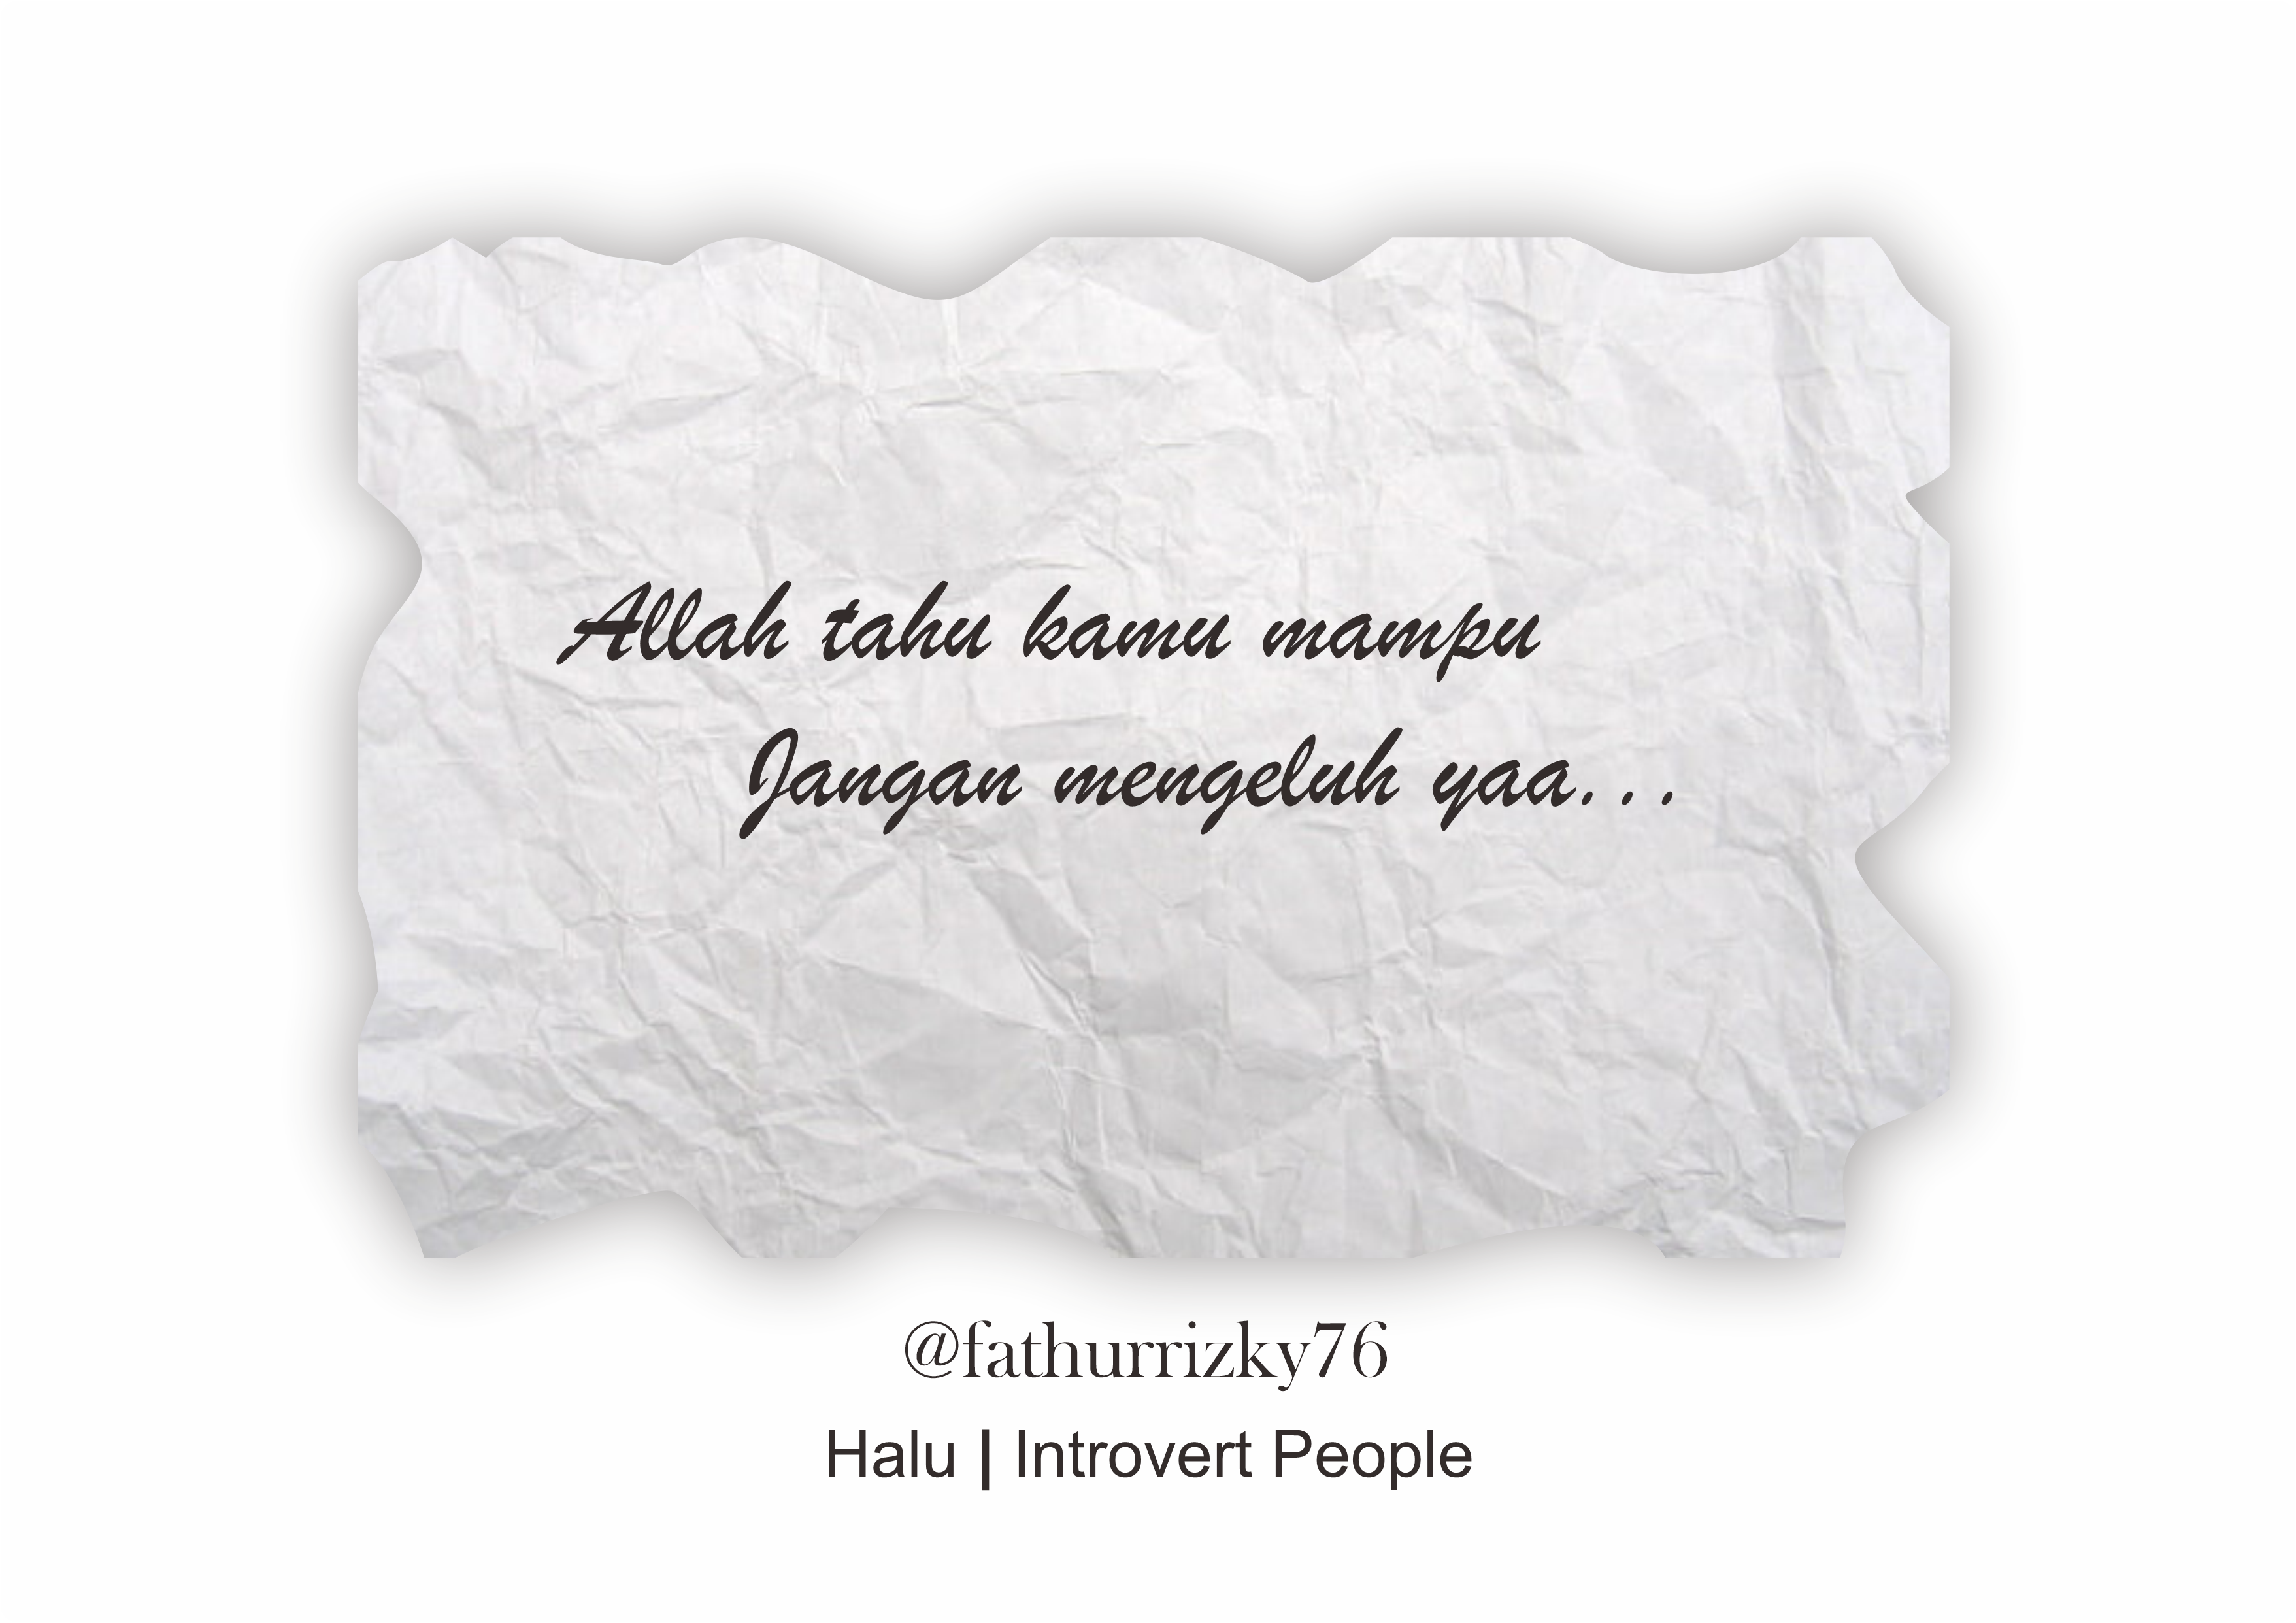 Allah tahu kamu mampu
Jangan mengeluh yaa...
@fathurrizky76
Halu | Introvert People